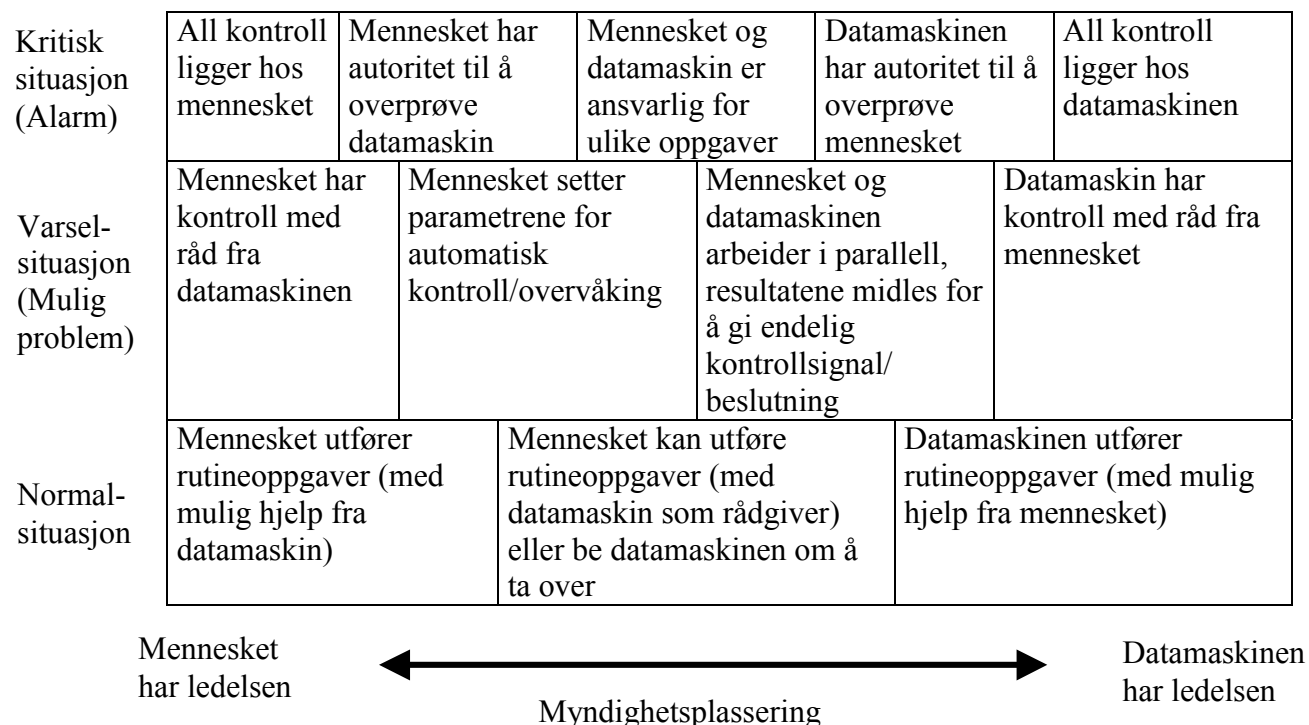 Kritisk
situasjon
(Alarm)
All kontroll
ligger hos
mennesket
Mennesket har
autoritet til å
overprøve
datamaskin
Mennesket og
datamaskin er
ansvarlig for
ulike oppgaver
Datamaskinen
har autoritet til å
overprøve
mennesket
All kontroll
ligger hos
datamaskinen
Varsel-
situasjon
(Mulig
problem)
Mennesket har
kontroll med
råd fra
datamaskinen
Mennesket setter
parametrene for
automatisk
kontroll/overvåking
Mennesket og
datamaskinen
arbeider i parallell,
resultatene midles for
å gi endelig
kontrollsignal/
beslutning
Datamaskin har
kontroll med råd fra
mennesket
Normal-
situasjon
Mennesket utfører
rutineoppgaver (med
mulig hjelp fra
datamaskin)
Mennesket kan utføre
rutineoppgaver (med
datamaskin som rådgiver)
eller be datamaskinen om å
ta over
Datamaskinen utfører
rutineoppgaver (med mulig
hjelp fra mennesket)
Mennesket
har ledelsen
Myndighetsplassering
Datamaskinen
har ledelsen